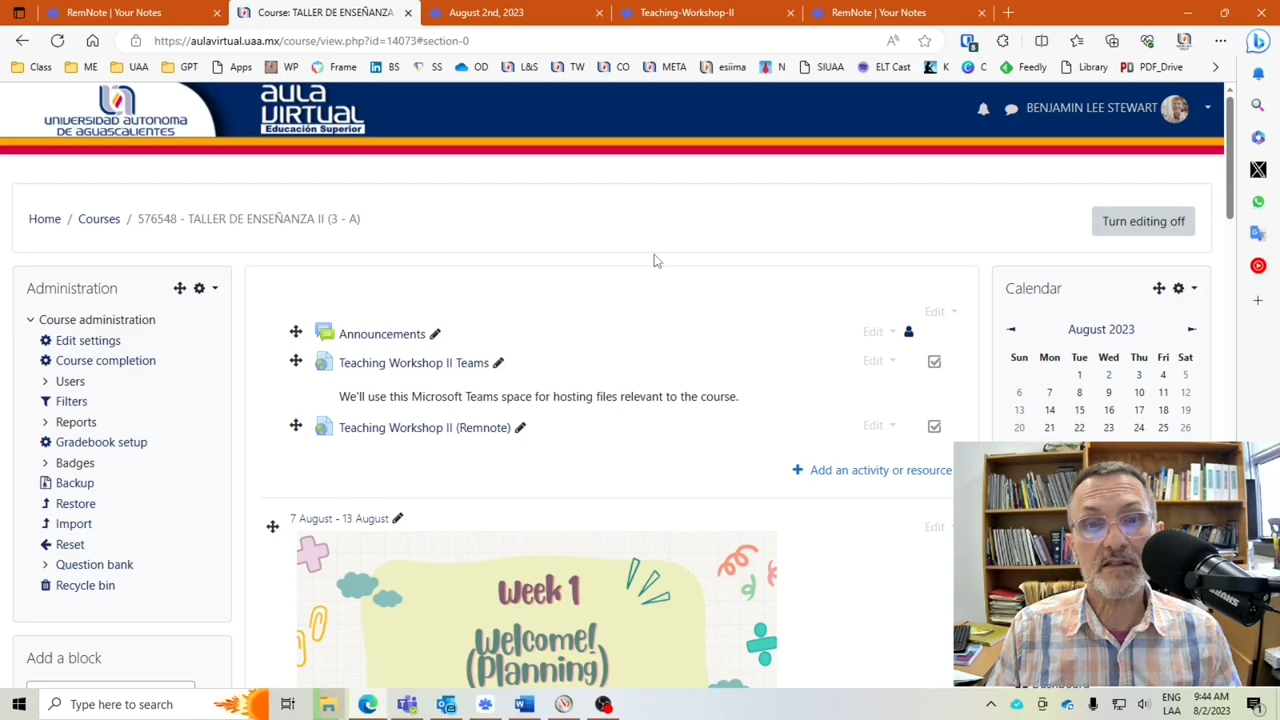 RemNote | Your Notes
Course: TALLER DE ENSEÑANZA
August 2nd, 2023
Teaching-Workshop-II
RemNote | Your Notes
https://aulavirtual.uaa.mx/course/view.php?id=14073#section-0
Class
ME
UAA
GPT
Apps
WP
Frame
BS
SS
OD
L&S
TW
CO
META
esiima
N
SIUAA
ELT Cast
K
C
Feedly
Library
PDF_Drive
UNIVERSIDAD AUTONOMA
DE AGUASCALIENTES
AULA
VIRTUAL
Educación Superior
BENJAMIN LEE STEWART
Home / Courses / 576548 - TALLER DE ENSEÑANZA II (3 - A)
Turn editing off
Administration
Course administration
Edit settings
Course completion
Users
Filters
Reports
Gradebook setup
Badges
Backup
Restore
Import
Reset
Question bank
Recycle bin
Add a block
Edit
Announcements
Edit
Teaching Workshop II Teams
Edit
We'll use this Microsoft Teams space for hosting files relevant to the course.
Teaching Workshop II (Remnote)
Edit
Add an activity or resource
7 August - 13 August
Edit
Week 1
Welcome!
(Planning)
Calendar
August 2023
Sun Mon Tue Wed Thu Fri Sat
1 2 3 4 5
6 7 8 9 10 11 12
13 14 15 16 17 18 19
20 21 22 23 24 25 26
Type here to search
ENG
LAA
9:44 AM
8/2/2023